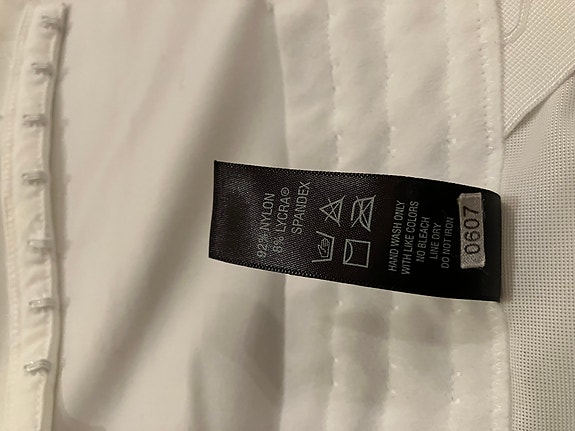 92% NYLON
8% LYCRA®
SPANDEX
HAND WASH ONLY
WITH LIKE COLORS
NO BLEACH
LINE DRY
DO NOT IRON
0607